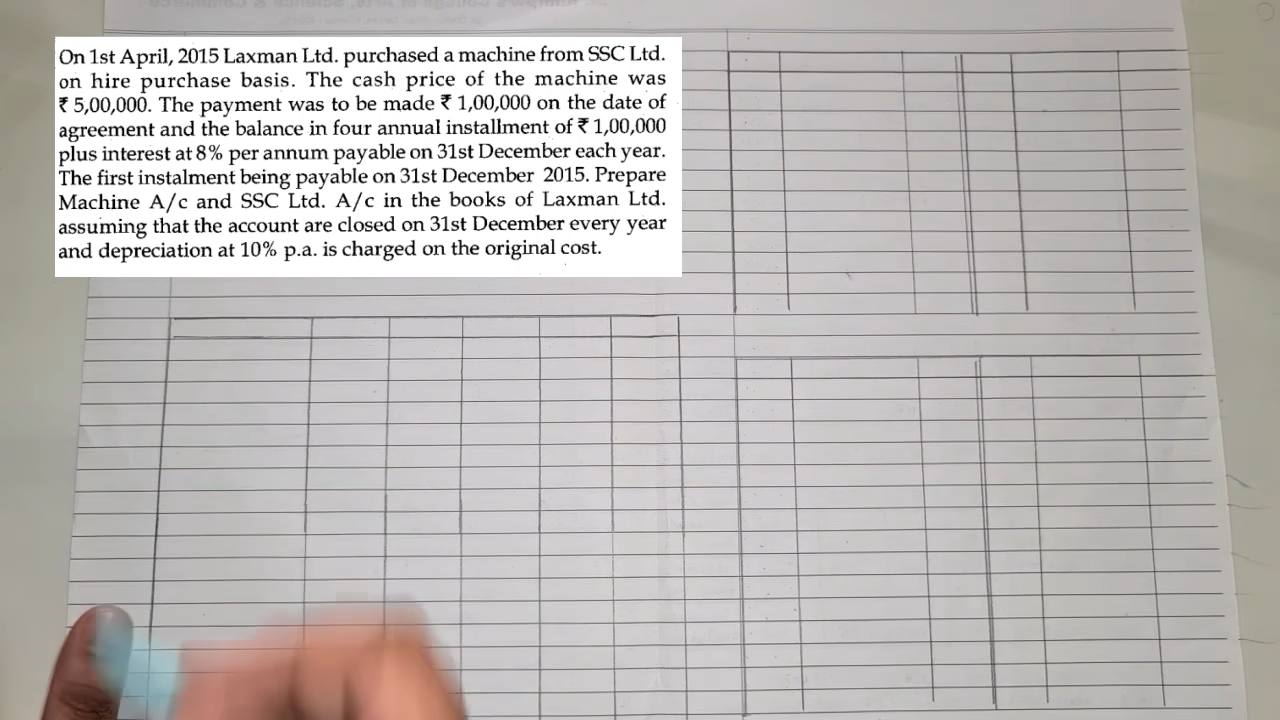 On 1st April, 2015 Laxman Ltd. purchased a machine from SSC Ltd.
on hire purchase basis. The cash price of the machine was
₹ 5,00,000. The payment was to be made ₹ 1,00,000 on the date of
agreement and the balance in four annual installment of ₹ 1,00,000
plus interest at 8% per annum payable on 31st December each year.
The first instalment being payable on 31st December 2015. Prepare
Machine A/c and SSC Ltd. A/c in the books of Laxman Ltd.
assuming that the account are closed on 31st December every year
and depreciation at 10% p.a. is charged on the original cost.